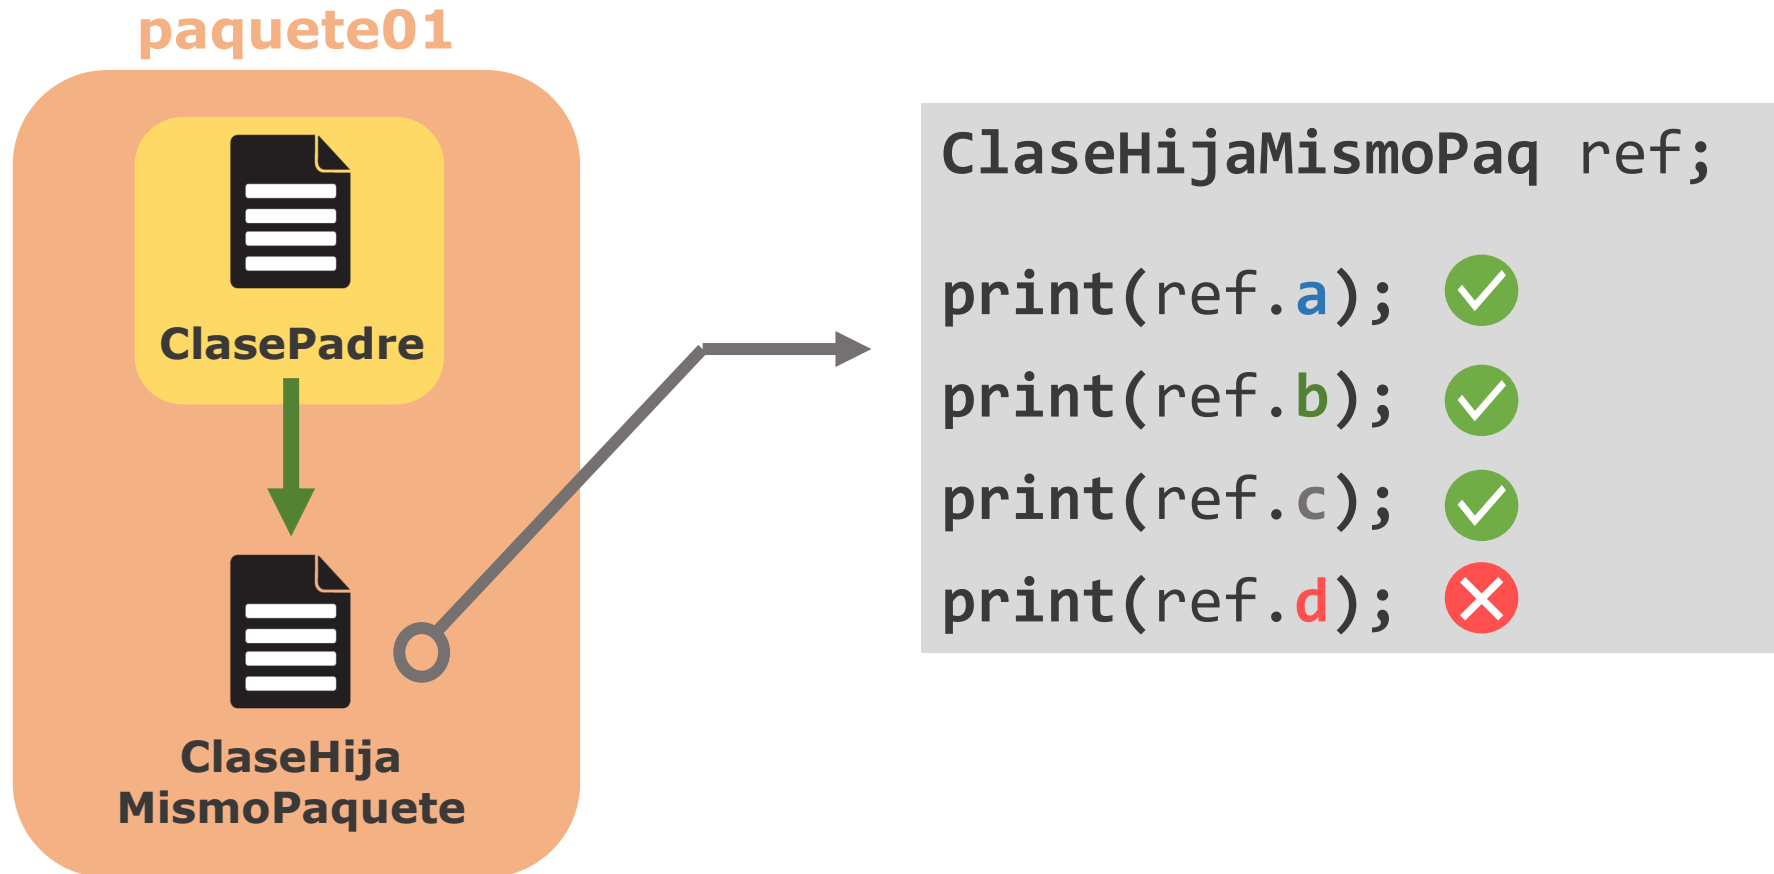 paquete01
ClasePadre
ClaseHija
MismoPaquete
ClaseHijaMismoPaq ref;
print(ref.a);
print(ref.b);
print(ref.c);
print(ref.d);